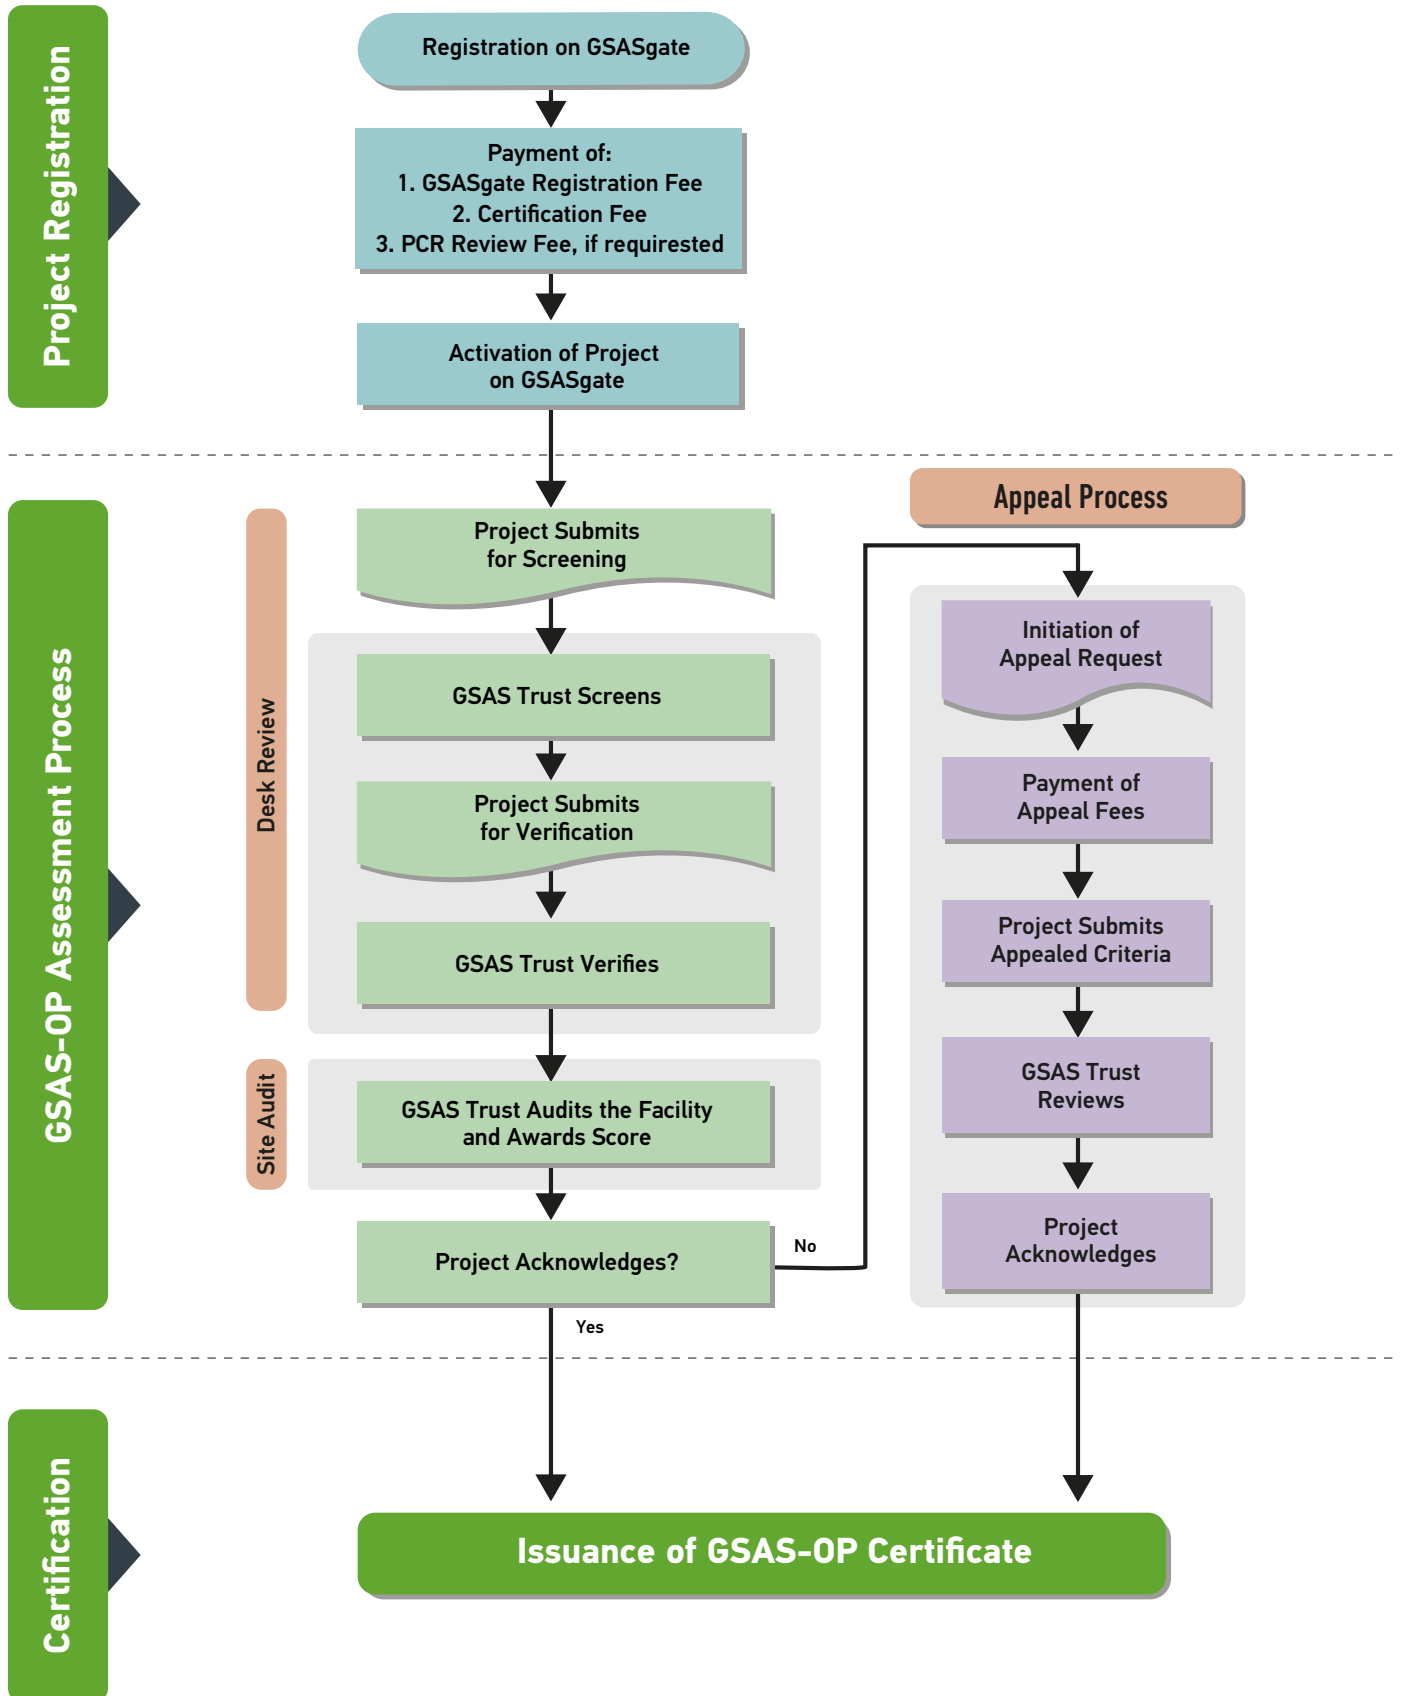 Project Registration
Registration on GSASgate
Payment of:
1. GSASgate Registration Fee
2. Certification Fee
3. PCR Review Fee, if requirested
Activation of Project
on GSASgate
GSAS-OP Assessment Process
Desk Review
Project Submits
for Screening
GSAS Trust Screens
Project Submits
for Verification
GSAS Trust Verifies
Site Audit
GSAS Trust Audits the Facility
and Awards Score
Project Acknowledges?
No
Yes
Appeal Process
Initiation of
Appeal Request
Payment of
Appeal Fees
Project Submits
Appealed Criteria
GSAS Trust
Reviews
Project
Acknowledges
Certification
Issuance of GSAS-OP Certificate